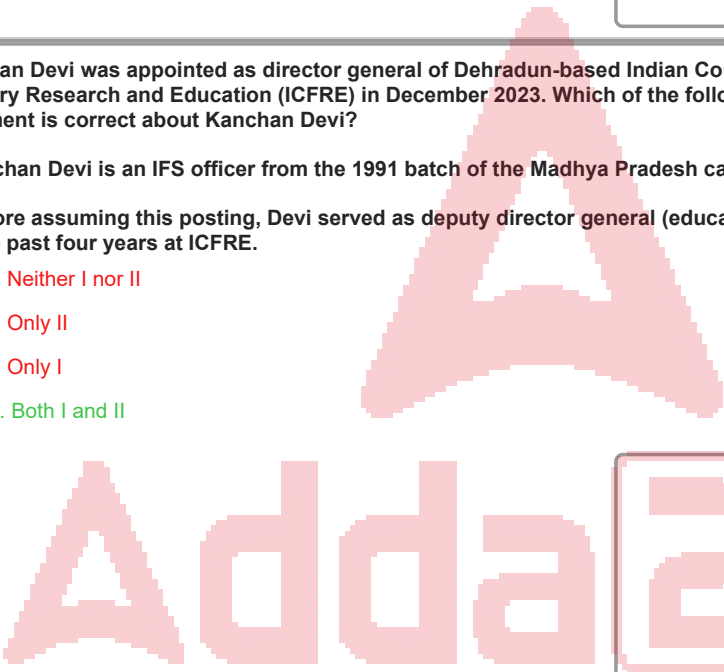 an Devi was appointed as director general of Dehradun-based Indian Co
ry Research and Education (ICFRE) in December 2023. Which of the follo
ent is correct about Kanchan Devi?
chan Devi is an IFS officer from the 1991 batch of the Madhya Pradesh ca
ore assuming this posting, Devi served as deputy director general (educa
past four years at ICFRE.
Neither I nor II
Only II
Only I
. Both I and II
Adda2